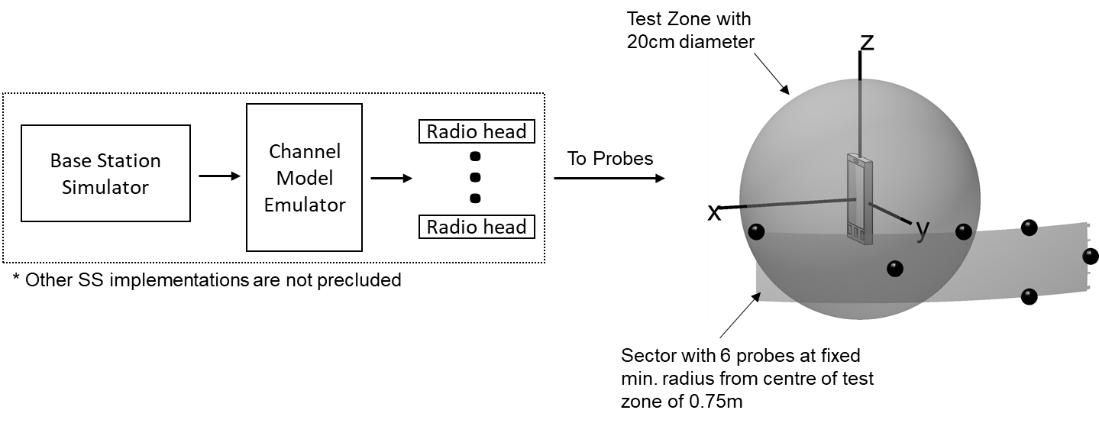 Test Zone with
20cm diameter
Base Station
Simulator
Channel
Model
Emulator
Radio head
Radio head
To Probes
* Other SS implementations are not precluded
z
x
y
Sector with 6 probes at fixed
min. radius from centre of test
zone of 0.75m